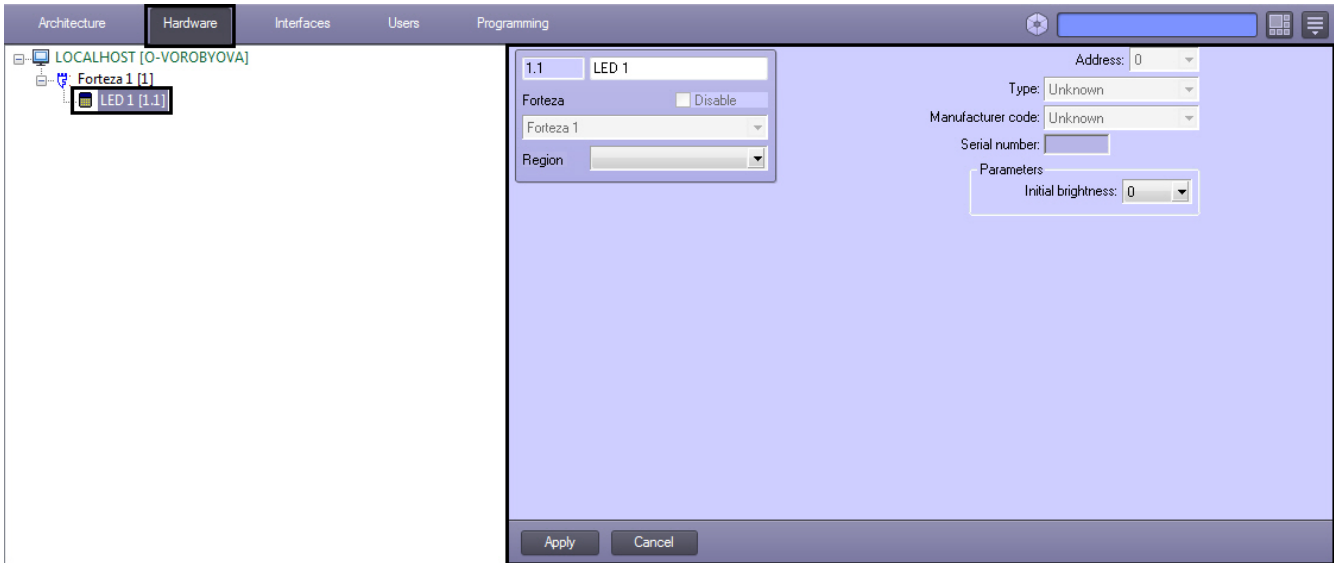 Architecture Hardware Interfaces Users Programming
LOCALHOST [O-VOROBYOVA]
Forteza 1 [1]
LED 1 [1.1]
1.1 LED 1
Forteza Disable
Forteza 1
Region
Address: 0
Type: Unknown
Manufacturer code: Unknown
Serial number:
Parameters
Initial brightness: 0
Apply Cancel